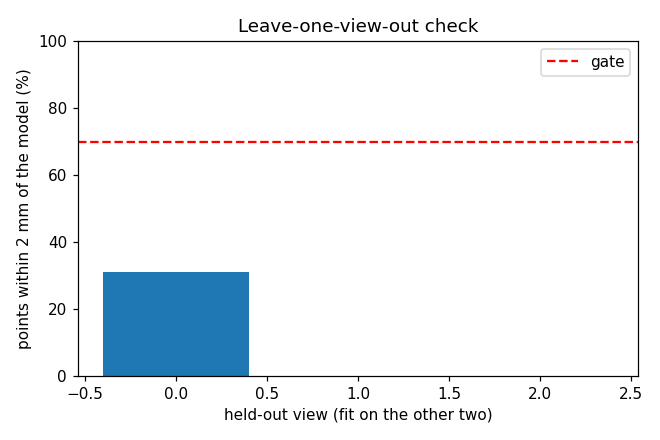 Leave-one-view-out check
100
80
60
40
20
0
points within 2 mm of the model (%)
gate
−0.5 0.0 0.5 1.0 1.5 2.0 2.5
held-out view (fit on the other two)